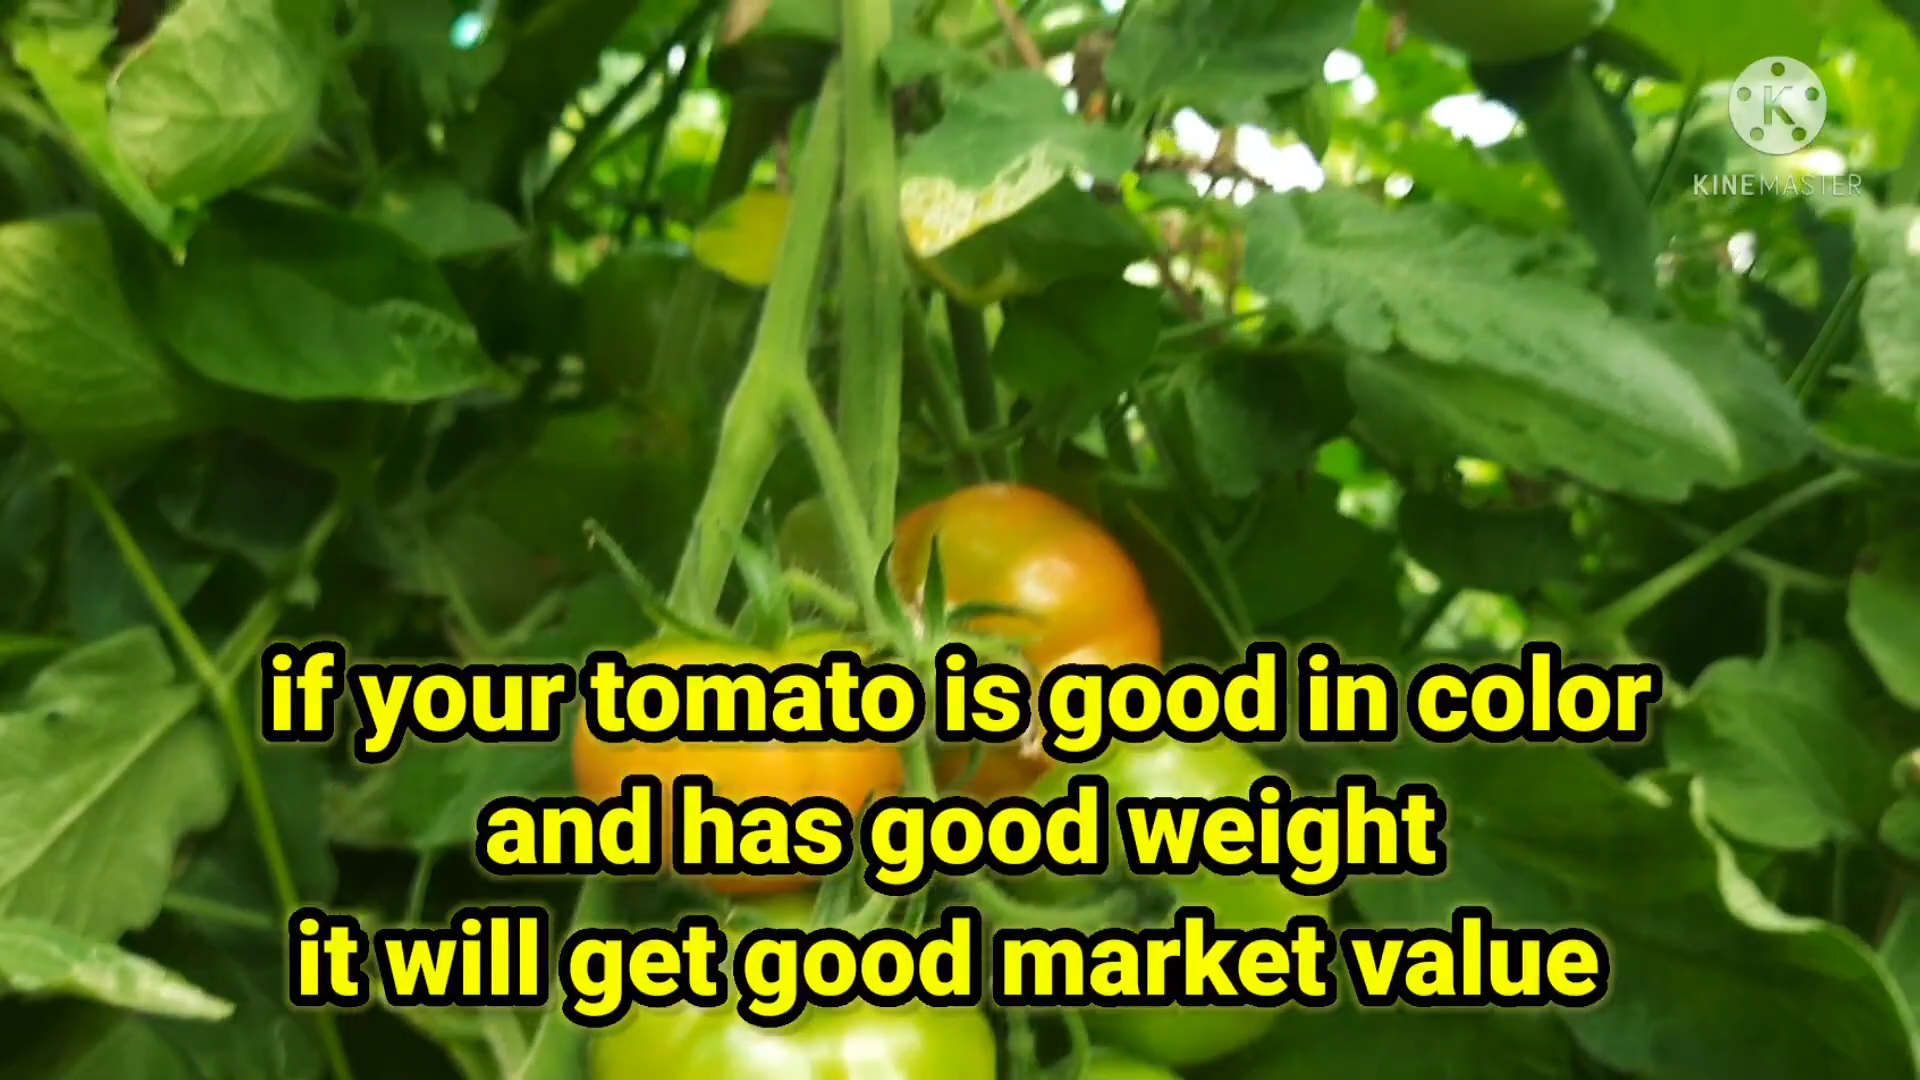 K
KINEMASTER
if your tomato is good in color
and has good weight
it will get good market value